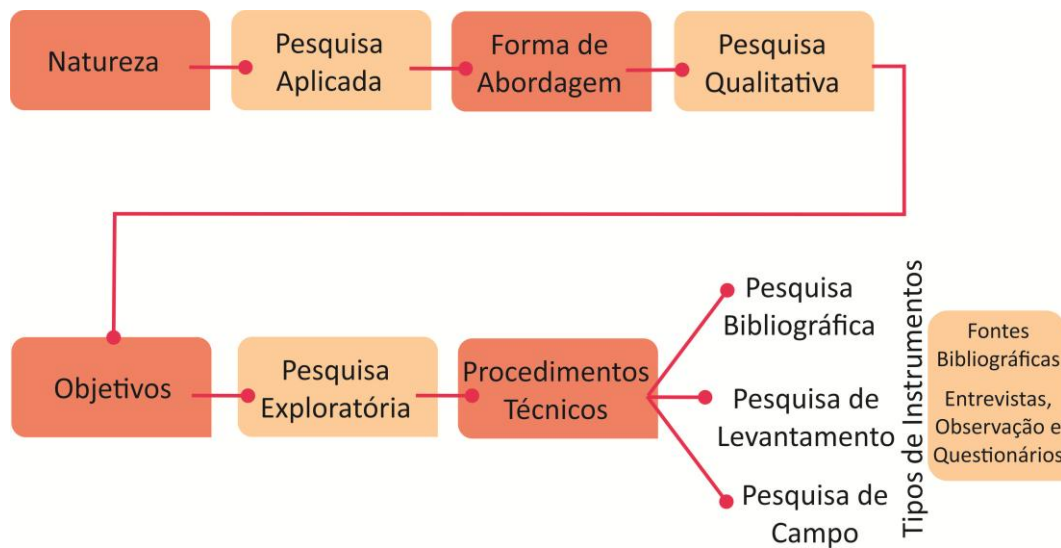 Natureza
Pesquisa
Aplicada
Forma de
Abordagem
Pesquisa
Qualitativa
Objetivos
Pesquisa
Exploratória
Procedimentos
Técnicos
Pesquisa
Bibliográfica
Pesquisa de
Levantamento
Pesquisa de
Campo
Tipos de Instrumentos
Fontes
Bibliográficas
Entrevistas,
Observação e
Questionários